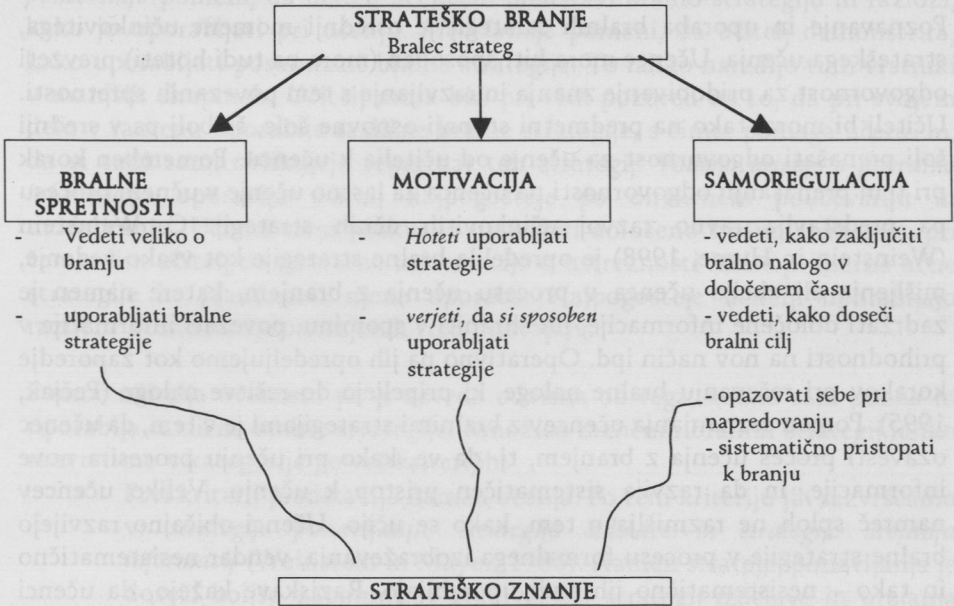 STRATEŠKO BRANJE
Bralec strateg
BRALNE
SPRETNOSTI
- Vedeti veliko o
branju
- uporabljati bralne
strategije
MOTIVACIJA
- Hoteti uporabljati
strategije
- verjeti, da si sposoben
uporabljati
strategije
SAMOREGULACIJA
- vedeti, kako zaključiti
bralno nalogo v
določenem času
- vedeti, kako doseči
bralni cilj
- opazovati sebe pri
napredovanju
- sistematično pristopati
k branju
STRATEŠKO ZNANJE